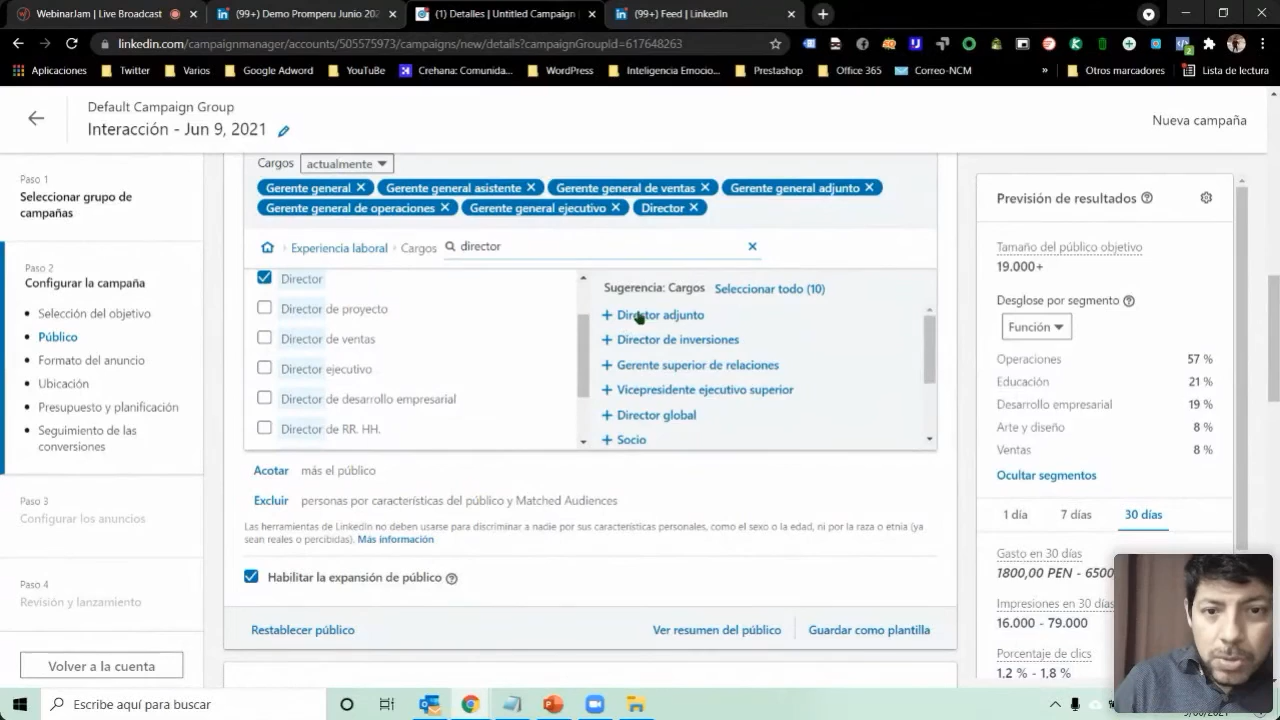 WebinarJam | Live Broadcast
(99+) Demo Promperu Junio 202
(1) Detalles | Untitled Campaign
(99+) Feed | LinkedIn
linkedin.com/campaignmanager/accounts/505575973/campaigns/new/details?campaignGroupId=617648263
Aplicaciones
Twitter
Varios
Google Adword
YouTube
Crehana: Comunida...
WordPress
Inteligencia Emocio...
Prestashop
Office 365
Correo-NCM
»
Otros marcadores
Lista de lectura
Default Campaign Group
Interacción - Jun 9, 2021
Nueva campaña
Paso 1
Seleccionar grupo de
campañas
Paso 2
Configurar la campaña
Selección del objetivo
Público
Formato del anuncio
Ubicación
Presupuesto y planificación
Seguimiento de las
conversiones
Paso 3
Configurar los anuncios
Paso 4
Revisión y lanzamiento
Volver a la cuenta
Cargos actualmente
Gerente general Gerente general asistente Gerente general de ventas Gerente general adjunto
Gerente general de operaciones Gerente general ejecutivo Director
Experiencia laboral Cargos director
Director
Director de proyecto
Director de ventas
Director ejecutivo
Director de desarrollo empresarial
Director de RR. HH.
Sugerencia: Cargos Seleccionar todo (10)
+ Director adjunto
+ Director de inversiones
+ Gerente superior de relaciones
+ Vicepresidente ejecutivo superior
+ Director global
+ Socio
Acotar más el público
Excluir personas por características del público y Matched Audiences
Las herramientas de LinkedIn no deben usarse para discriminar a nadie por sus características personales, como el sexo o la edad, ni por la raza o etnia (ya
sean reales o percibidas). Más información
Habilitar la expansión de público
Restablecer público
Ver resumen del público
Guardar como plantilla
Previsión de resultados
Tamaño del público objetivo
19.000+
Desglose por segmento
Función
Operaciones 57 %
Educación 21 %
Desarrollo empresarial 19 %
Arte y diseño 8 %
Ventas 8 %
Ocultar segmentos
1 día 7 días 30 días
Gasto en 30 días
1800,00 PEN - 6500
Impresiones en 30 días
16.000 - 79.000
Porcentaje de clics
1,2 % - 1,8 %
Escribe aquí para buscar